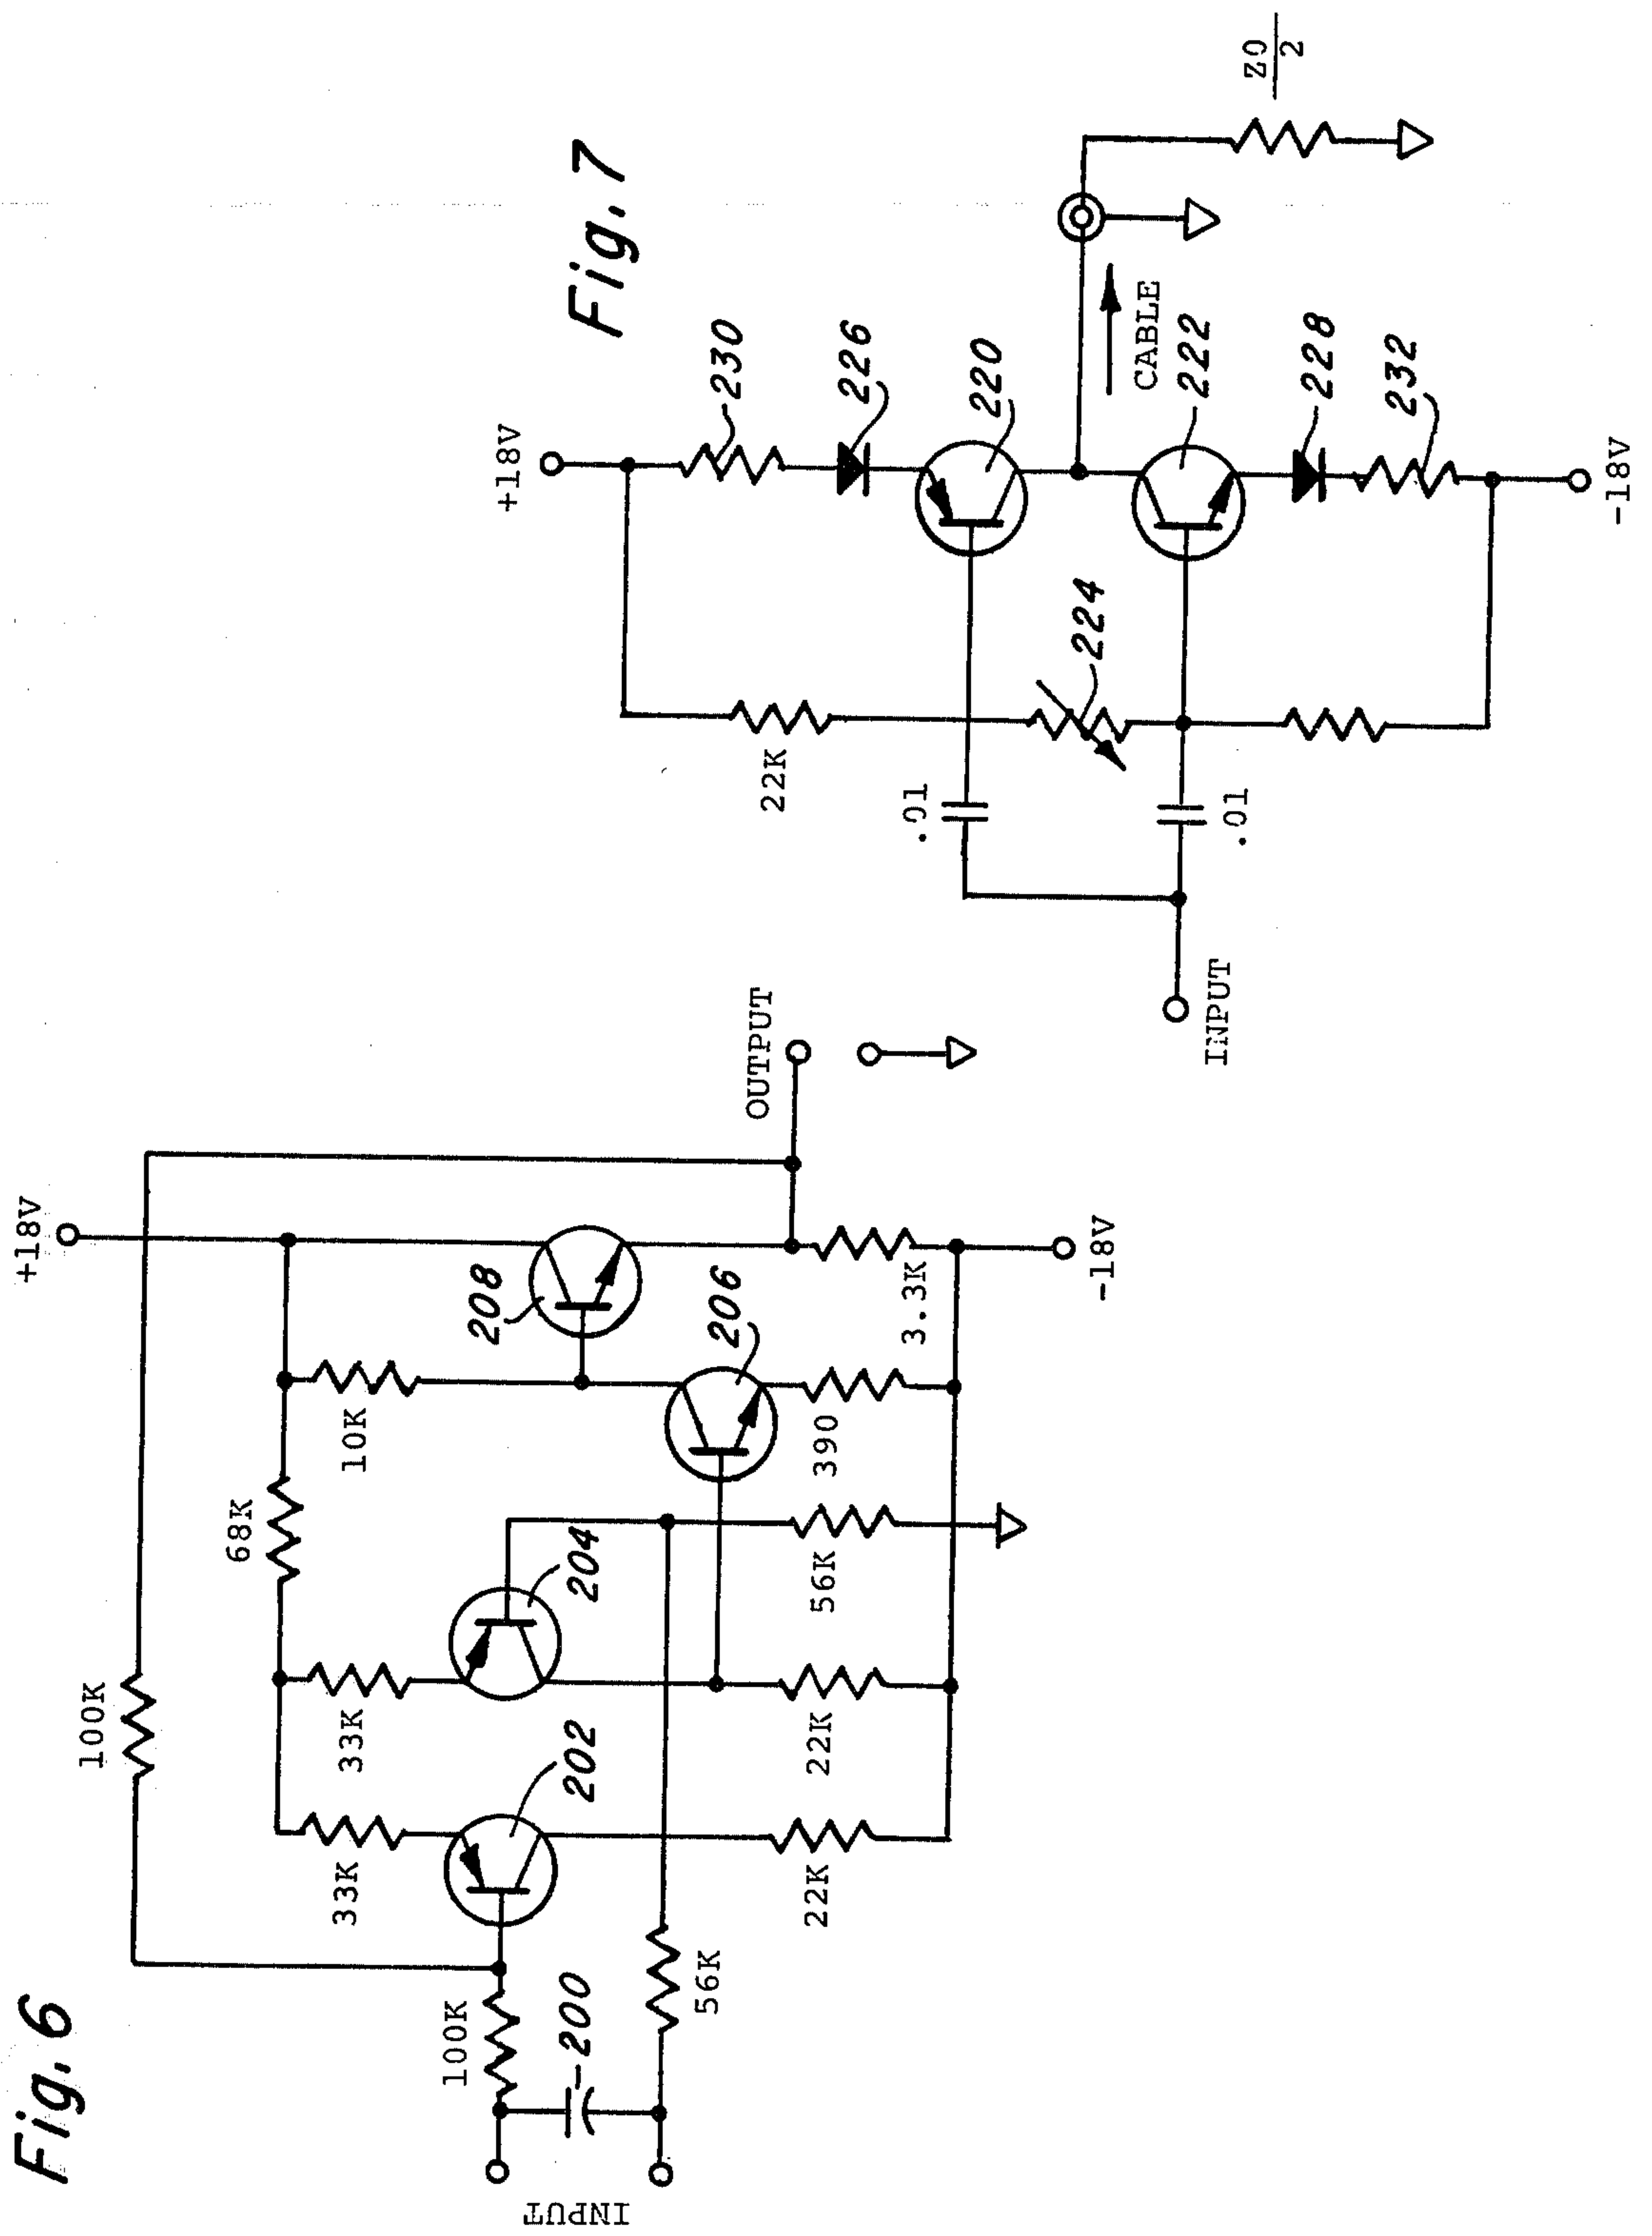 Fig. 6
+18V
100K
68K
10K
208
OUTPUT
33K
33K
204
206
202
100K
200
INPUT
56K
22K
22K
56K
390
3.3K
-18V
Fig. 7
+18V
230
22K
226
220
.01
224
CABLE
Z0
2
222
.01
INPUT
228
232
-18V